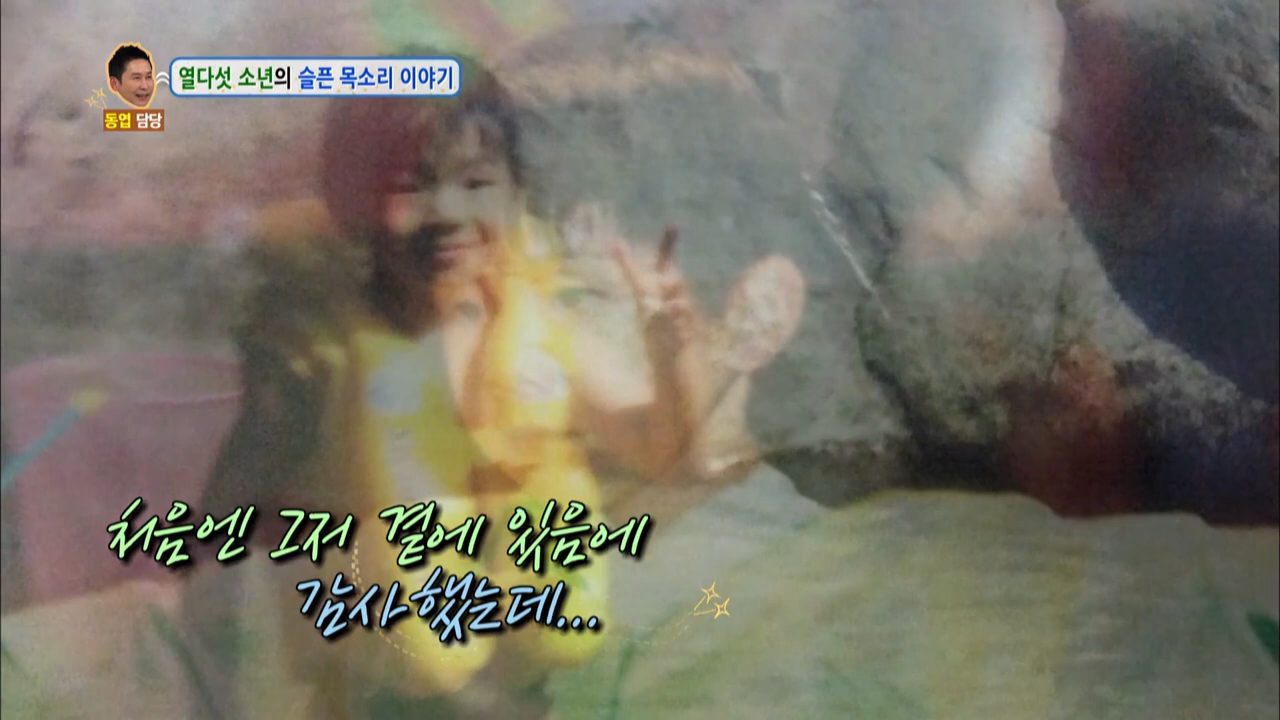 열다섯 소년의 슬픈 목소리 이야기
동엽 담당
처음엔 그저 곁에 있음에
감사했는데...